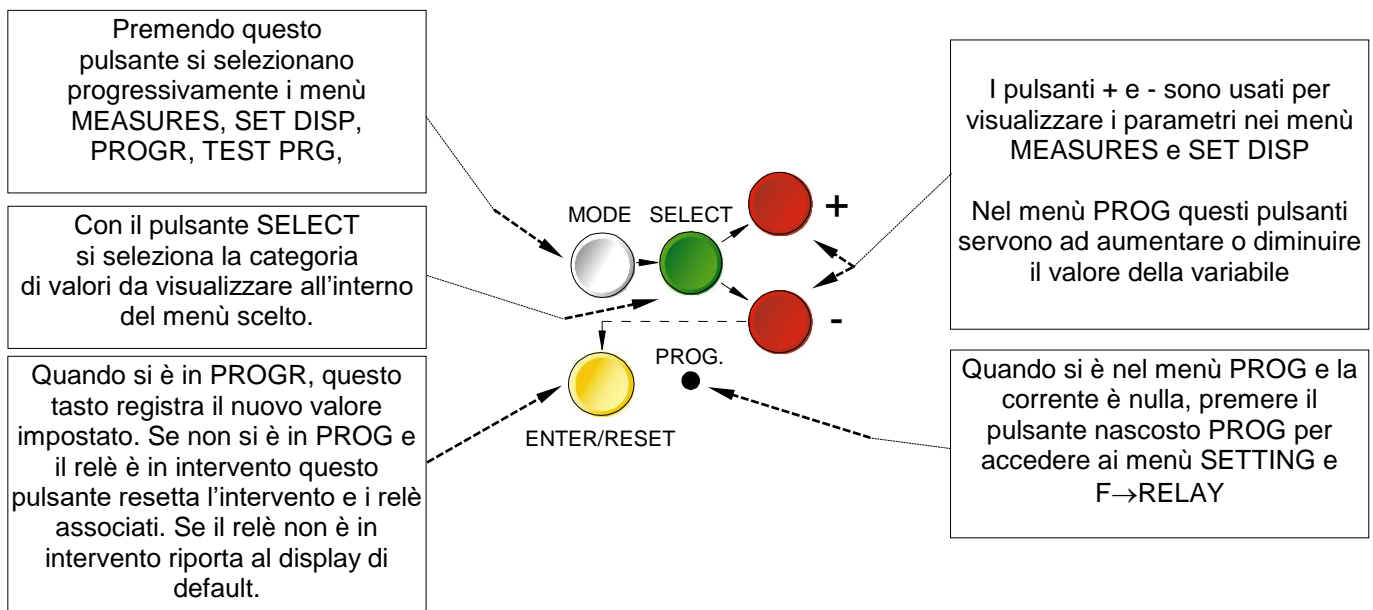 Premendo questo
pulsante si selezionano
progressivamente i menù
MEASURES, SET DISP,
PROGR, TEST PRG,
Con il pulsante SELECT
si seleziona la categoria
di valori da visualizzare all’interno
del menù scelto.
Quando si è in PROGR, questo
tasto registra il nuovo valore
impostato. Se non si è in PROG e
il relè è in intervento questo
pulsante resetta l’intervento e i relè
associati. Se il relè non è in
intervento riporta al display di
default.
MODE SELECT
+
-
PROG.
ENTER/RESET
I pulsanti + e - sono usati per
visualizzare i parametri nei menù
MEASURES e SET DISP
Nel menù PROG questi pulsanti
servono ad aumentare o diminuire
il valore della variabile
Quando si è nel menù PROG e la
corrente è nulla, premere il
pulsante nascosto PROG per
accedere ai menù SETTING e
F→RELAY